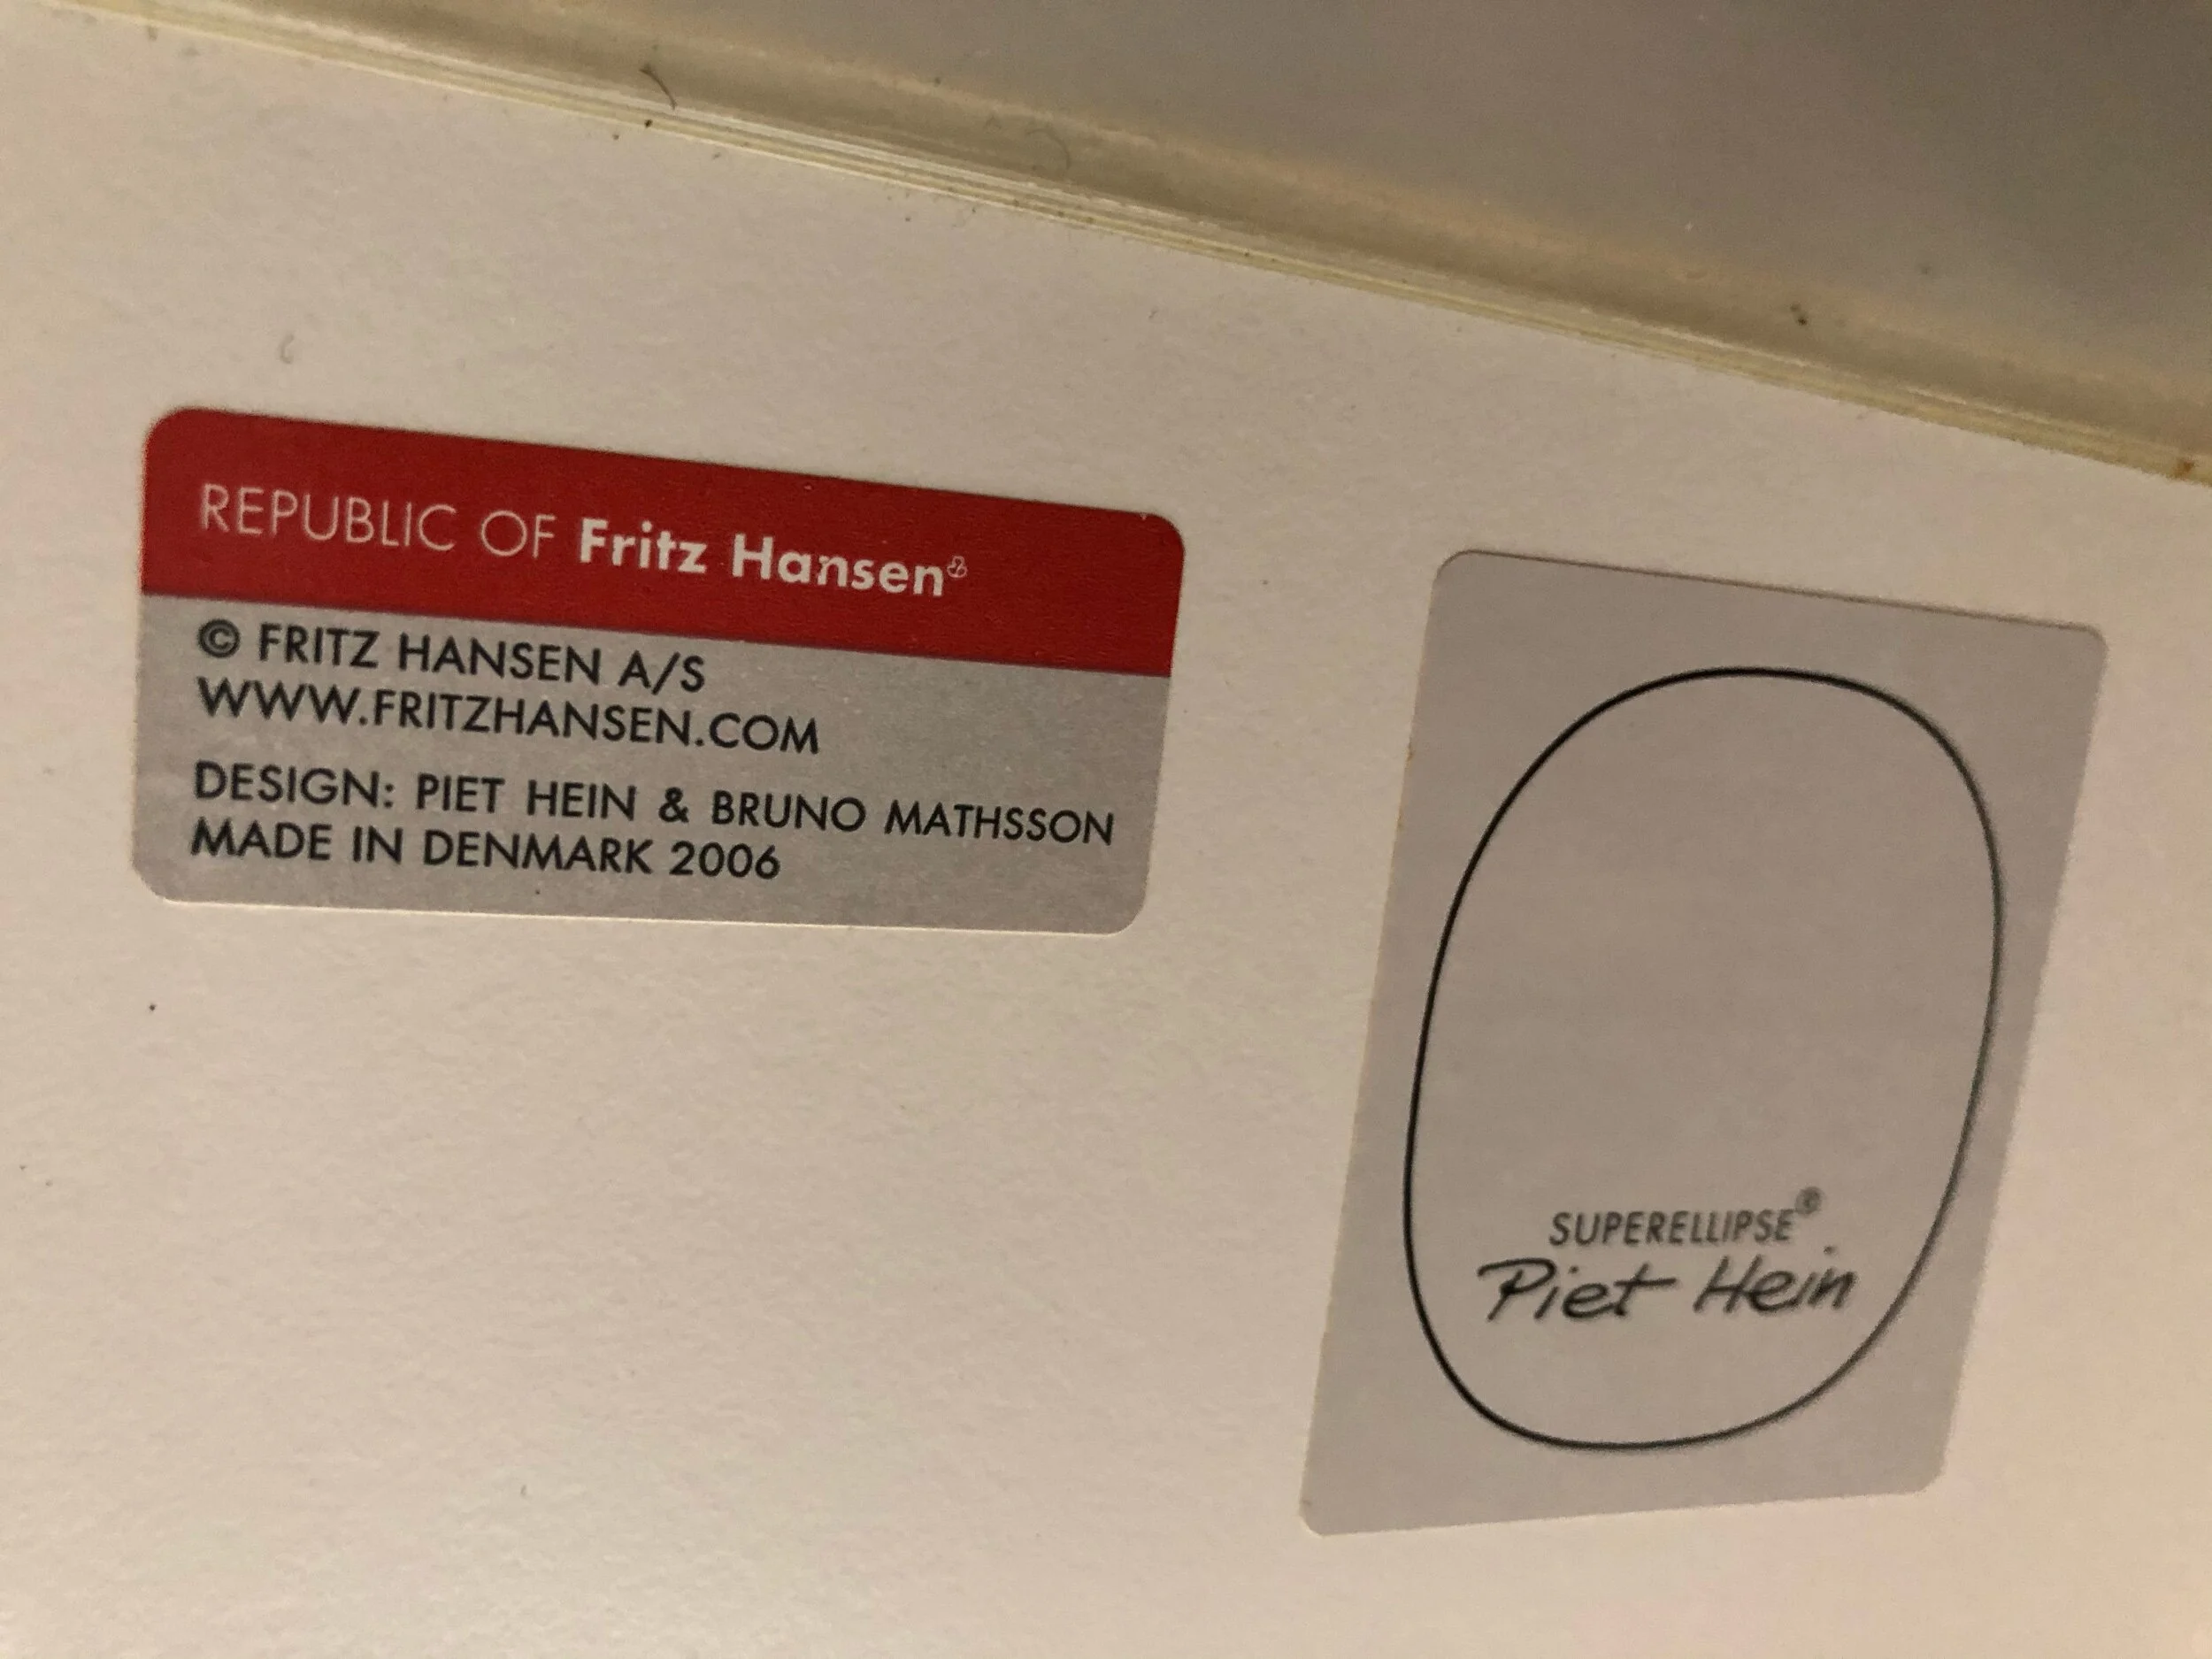 REPUBLIC OF Fritz Hansen
© FRITZ HANSEN A/S
WWW.FRITZHANSEN.COM
DESIGN: PIET HEIN & BRUNO MATHSSON
MADE IN DENMARK 2006
SUPERELLIPSE®
Piet Hein